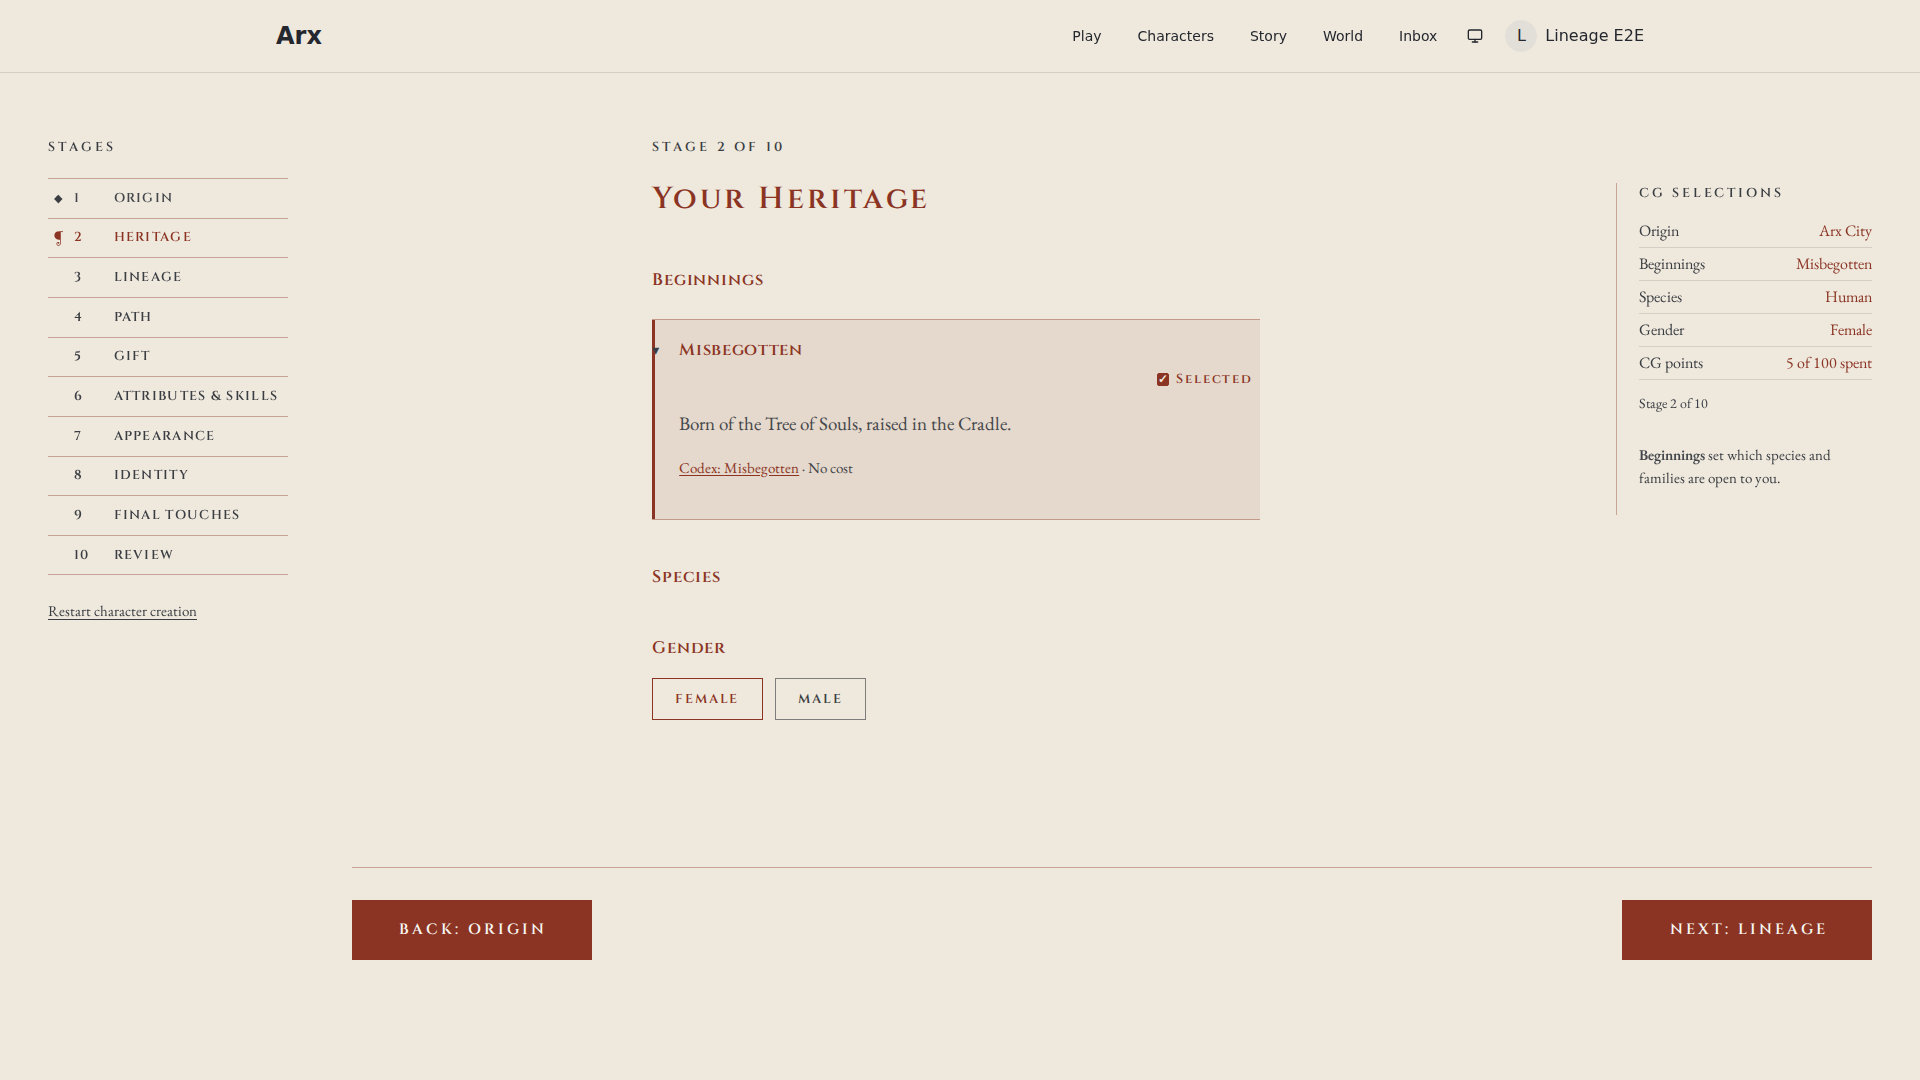 Arx
Play
Characters
Story
World
Inbox
L
Lineage E2E
STAGES
◆ 1 ORIGIN
¶ 2 HERITAGE
3 LINEAGE
4 PATH
5 GIFT
6 ATTRIBUTES & SKILLS
7 APPEARANCE
8 IDENTITY
9 FINAL TOUCHES
10 REVIEW
Restart character creation
STAGE 2 OF 10
Your Heritage
Beginnings
Misbegotten
Selected
Born of the Tree of Souls, raised in the Cradle.
Codex: Misbegotten · No cost
Species
Gender
FEMALE
MALE
CG SELECTIONS
Origin Arx City
Beginnings Misbegotten
Species Human
Gender Female
CG points 5 of 100 spent
Stage 2 of 10
Beginnings set which species and
families are open to you.
BACK: ORIGIN
NEXT: LINEAGE